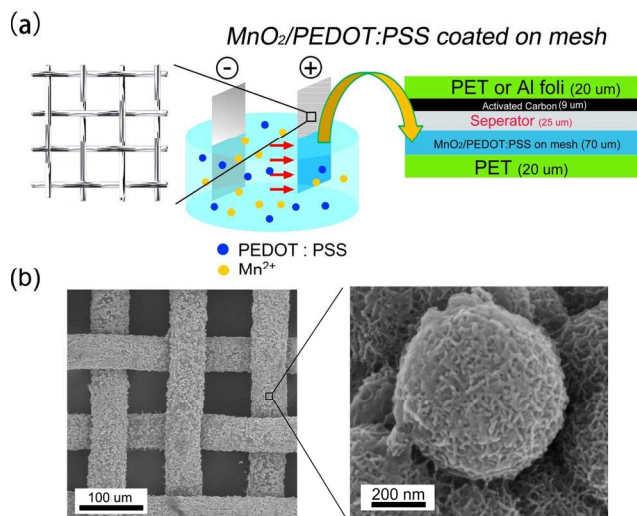 (a)
MnO₂/PEDOT:PSS coated on mesh
−
+
PET or Al foli (20 um)
Activated Carbon (9 um)
Seperator (25 um)
MnO₂/PEDOT:PSS on mesh (70 um)
PET (20 um)
PEDOT : PSS
Mn²⁺
(b)
100 um
200 nm